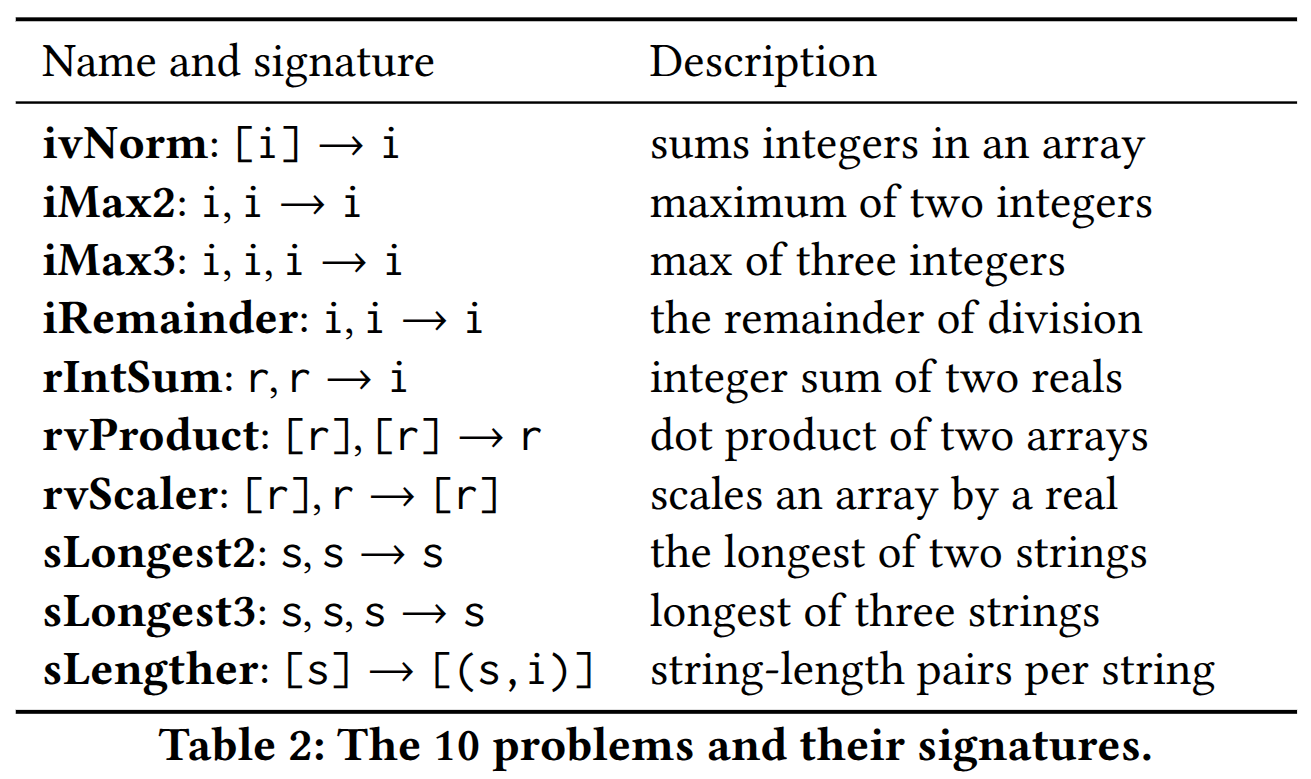 Name and signature Description
ivNorm: [i] → i sums integers in an array
iMax2: i, i → i maximum of two integers
iMax3: i, i, i → i max of three integers
iRemainder: i, i → i the remainder of division
rIntSum: r, r → i integer sum of two reals
rvProduct: [r], [r] → r dot product of two arrays
rvScaler: [r], r → [r] scales an array by a real
sLongest2: s, s → s the longest of two strings
sLongest3: s, s, s → s longest of three strings
sLengther: [s] → [(s,i)] string-length pairs per string
Table 2: The 10 problems and their signatures.